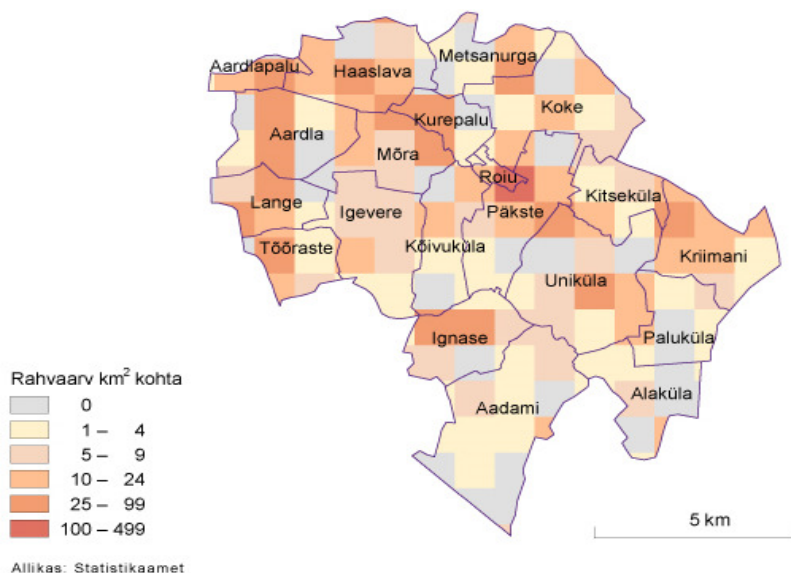 Metsanurga
Aardlapalu
Haaslava
Kurepalu
Koke
Aardla
Mõra
Roiu
Kitseküla
Lange
Igevere
Päkste
Tõõraste
Kõivuküla
Kriimani
Uniküla
Ignase
Paluküla
Alaküla
Aadami
Rahvaarv km² kohta
0
1 – 4
5 – 9
10 – 24
25 – 99
100 – 499
5 km
Allikas: Statistikaamet